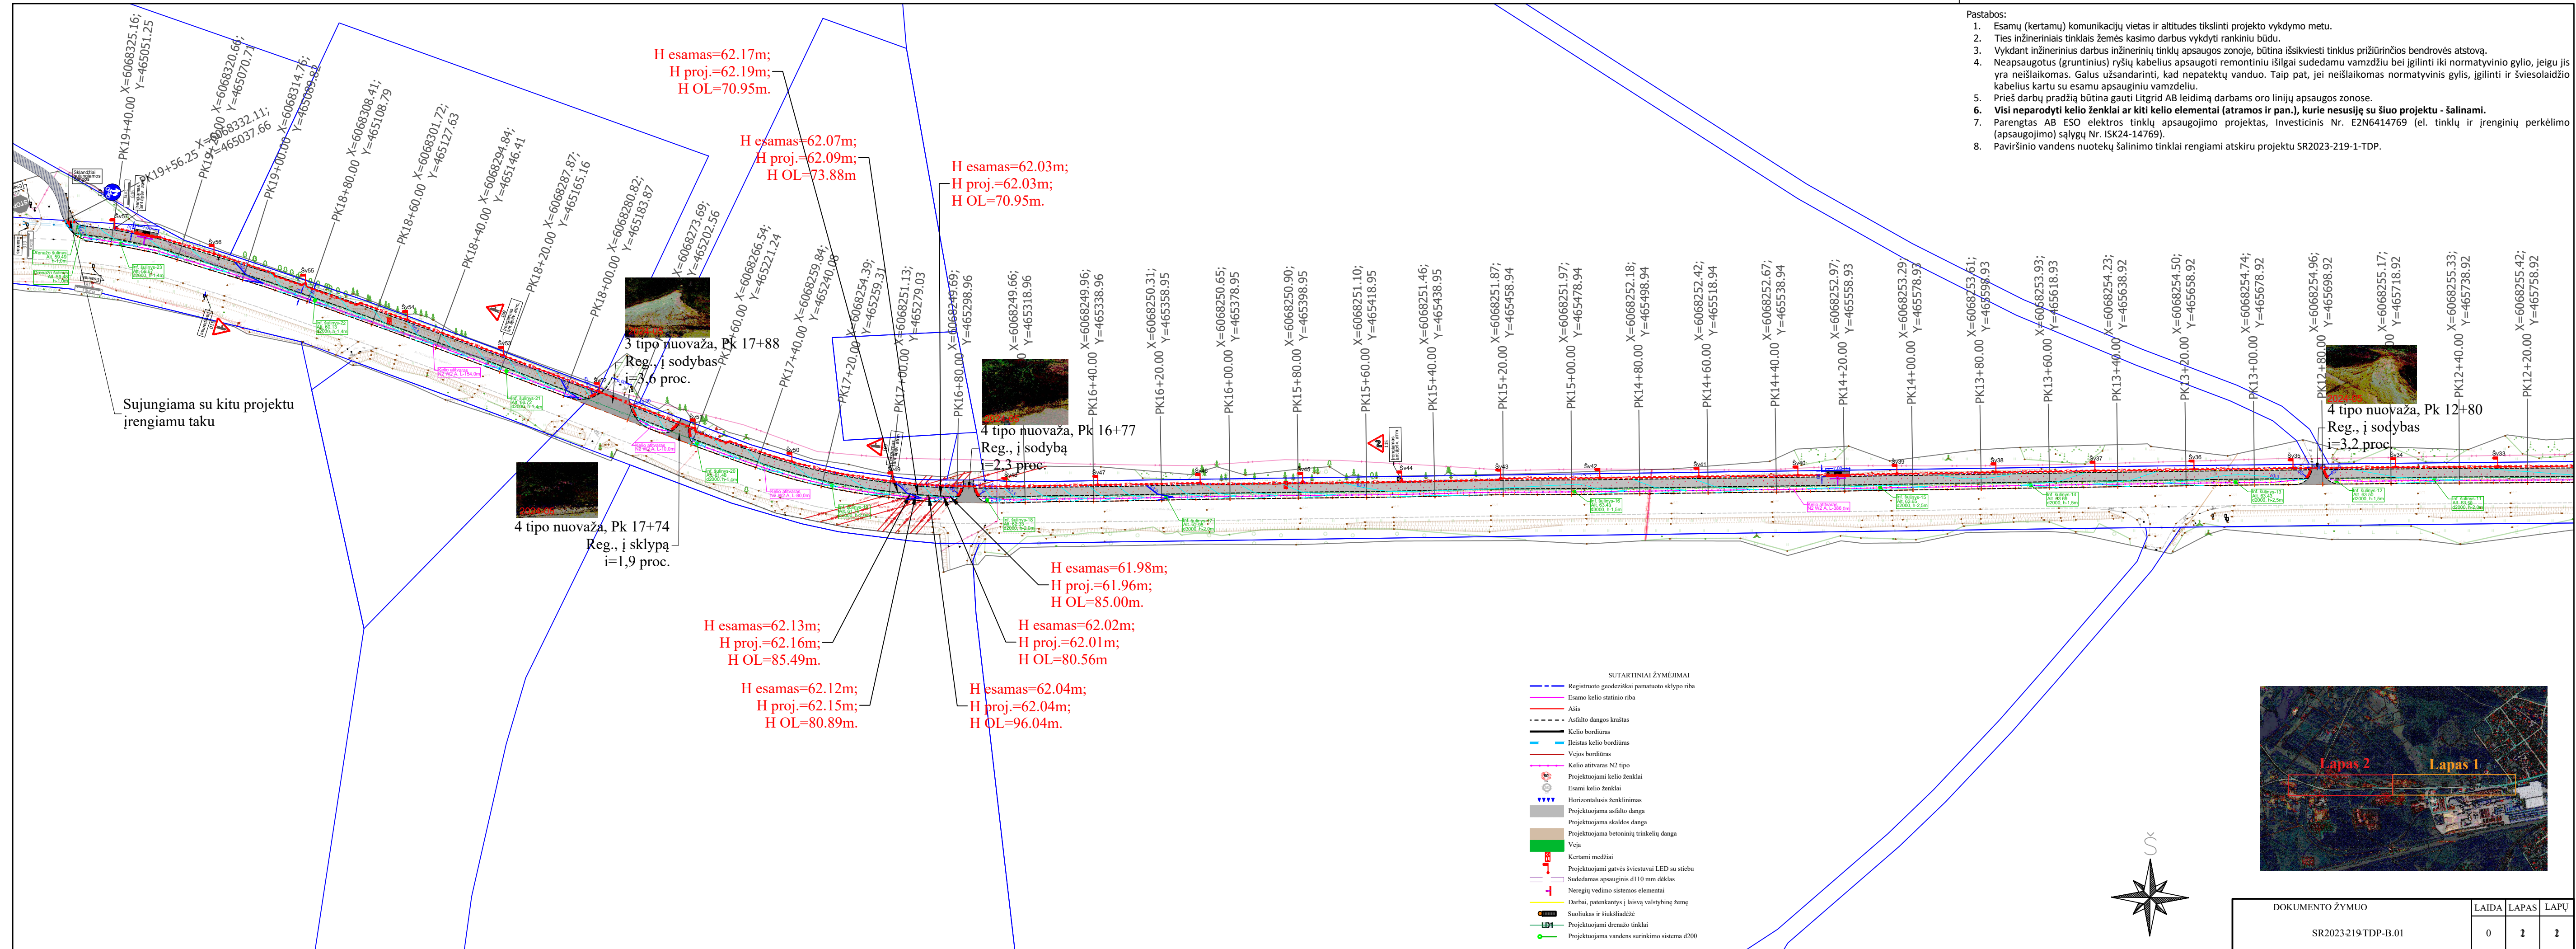 Pastabos:
1. Esamų (kertamų) komunikacijų vietas ir altitudes tikslinti projekto vykdymo metu.
2. Ties inžineriniais tinklais žemės kasimo darbus vykdyti rankiniu būdu.
3. Vykdant inžinerinius darbus inžinerinių tinklų apsaugos zonoje, būtina išsikviesti tinklus prižiūrinčios bendrovės atstovą.
4. Neapsaugotus (gruntinius) ryšių kabelius apsaugoti remontiniu išilgai sudedamu vamzdžiu bei įgilinti iki normatyvinio gylio, jeigu jis
yra neišlaikomas. Galus užsandarinti, kad nepatektų vanduo. Taip pat, jei neišlaikomas normatyvinis gylis, įgilinti ir šviesolaidžio
kabelius kartu su esamu apsauginiu vamzdeliu.
5. Prieš darbų pradžią būtina gauti Litgrid AB leidimą darbams oro linijų apsaugos zonose.
6. Visi neparodyti kelio ženklai ar kiti kelio elementai (atramos ir pan.), kurie nesusiję su šiuo projektu - šalinami.
7. Parengtas AB ESO elektros tinklų apsaugojimo projektas, Investicinis Nr. E2N6414769 (el. tinklų ir įrenginių perkėlimo
(apsaugojimo) sąlygų Nr. ISK24-14769).
8. Paviršinio vandens nuotekų šalinimo tinklai rengiami atskiru projektu SR2023-219-1-TDP.
PK19+56.25 X=6068332.11;
Y=465037.66
PK19+40.00 X=6068325.16;
Y=465051.25
PK19+20.00 X=6068320.66;
Y=465070.71
PK19+00.00 X=6068314.76;
Y=465089.82
PK18+80.00 X=6068308.41;
Y=465108.79
PK18+60.00 X=6068301.72;
Y=465127.63
PK18+40.00 X=6068294.84;
Y=465146.41
PK18+20.00 X=6068287.87;
Y=465165.16
PK18+00.00 X=6068280.82;
Y=465183.87
X=6068273.69;
Y=465202.56
PK17+60.00 X=6068266.54;
Y=465221.24
PK17+40.00 X=6068259.84;
Y=465240.08
PK17+20.00 X=6068254.39;
Y=465259.31
PK17+00.00 X=6068251.13;
Y=465279.03
PK16+80.00 X=6068249.69;
Y=465298.96
X=6068249.66;
Y=465318.96
PK16+40.00 X=6068249.96;
Y=465338.96
PK16+20.00 X=6068250.31;
Y=465358.95
PK16+00.00 X=6068250.65;
Y=465378.95
PK15+80.00 X=6068250.90;
Y=465398.95
PK15+60.00 X=6068251.10;
Y=465418.95
PK15+40.00 X=6068251.46;
Y=465438.95
PK15+20.00 X=6068251.87;
Y=465458.94
PK15+00.00 X=6068251.97;
Y=465478.94
PK14+80.00 X=6068252.18;
Y=465498.94
PK14+60.00 X=6068252.42;
Y=465518.94
PK14+40.00 X=6068252.67;
Y=465538.94
PK14+20.00 X=6068252.97;
Y=465558.93
PK14+00.00 X=6068253.29;
Y=465578.93
PK13+80.00 X=6068253.61;
Y=465598.93
PK13+60.00 X=6068253.93;
Y=465618.93
PK13+40.00 X=6068254.23;
Y=465638.92
PK13+20.00 X=6068254.50;
Y=465658.92
PK13+00.00 X=6068254.74;
Y=465678.92
PK12+80.00 X=6068254.96;
Y=465698.92
X=6068255.17;
Y=465718.92
PK12+40.00 X=6068255.33;
Y=465738.92
PK12+20.00 X=6068255.42;
Y=465758.92
H esamas=62.17m;
H proj.=62.19m;
H OL=70.95m.
H esamas=62.07m;
H proj.=62.09m;
H OL=73.88m
H esamas=62.03m;
H proj.=62.03m;
H OL=70.95m.
3 tipo nuovaža, Pk 17+88
Reg., į sodybas
i=3,6 proc.
4 tipo nuovaža, Pk 16+77
Reg., į sodybą
i=2,3 proc.
4 tipo nuovaža, Pk 12+80
Reg., į sodybas
i=3,2 proc.
Sujungiama su kitu projektu
įrengiamu taku
4 tipo nuovaža, Pk 17+74
Reg., į sklypą
i=1,9 proc.
H esamas=61.98m;
H proj.=61.96m;
H OL=85.00m.
H esamas=62.13m;
H proj.=62.16m;
H OL=85.49m.
H esamas=62.02m;
H proj.=62.01m;
H OL=80.56m
H esamas=62.12m;
H proj.=62.15m;
H OL=80.89m.
H esamas=62.04m;
H proj.=62.04m;
H OL=96.04m.
SUTARTINIAI ŽYMĖJIMAI
Registruoto geodeziškai pamatuoto sklypo riba
Esamo kelio statinio riba
Ašis
Asfalto dangos kraštas
Kelio bordiūras
Įleistas kelio bordiūras
Vejos bordiūras
Kelio atitvaras N2 tipo
Projektuojami kelio ženklai
Esami kelio ženklai
Horizontalusis ženklinimas
Projektuojama asfalto danga
Projektuojama skaldos danga
Projektuojama betoninių trinkelių danga
Veja
Kertami medžiai
Projektuojami gatvės šviestuvai LED su stiebu
Sudedamas apsauginis d110 mm dėklas
Neregių vedimo sistemos elementai
Darbai, patenkantys į laisvą valstybinę žemę
Suoliukas ir šiukšliadėžė
LD1 Projektuojami drenažo tinklai
Projektuojama vandens surinkimo sistema d200
Lapas 2
Lapas 1
Š
DOKUMENTO ŽYMUO
LAIDA LAPAS LAPŲ
SR2023219TDP-B.01
0 2 2